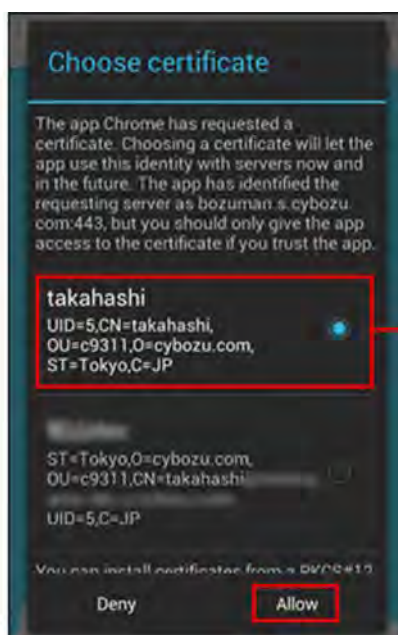 Choose certificate
The app Chrome has requested a
certificate. Choosing a certificate will let the
app use this identity with servers now and
in the future. The app has identified the
requesting server as bozuman.s.cybozu.
com:443, but you should only give the app
access to the certificate if you trust the app.
takahashi
UID=5,CN=takahashi,
OU=c9311,O=cybozu.com,
ST=Tokyo,C=JP
ST=Tokyo,O=cybozu.com,
OU=c9311,CN=takahashi
UID=5,C=JP
You can install certificates from a PKCS#12
Deny Allow